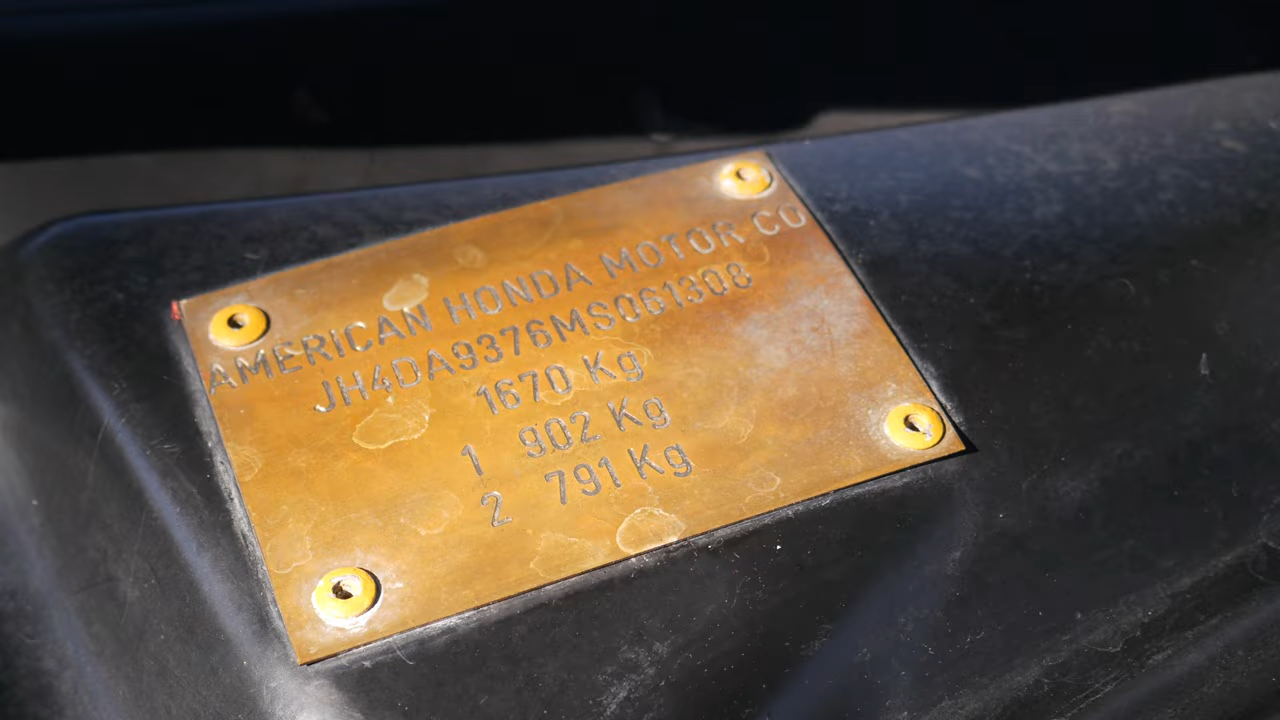 AMERICAN HONDA MOTOR CO
JH4DA9376MS061308
1670 Kg
1 902 Kg
2 791 Kg